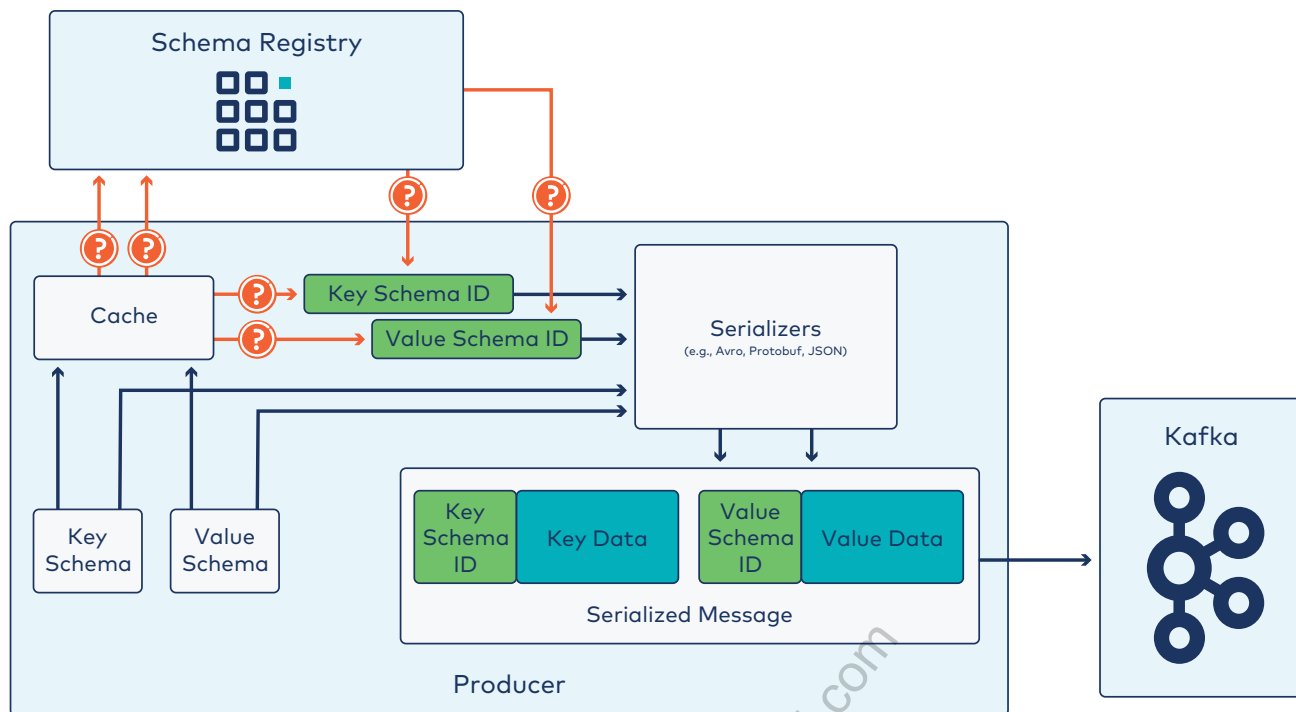 Schema Registry
?
?
?
?
Cache
?
Key Schema ID
?
Value Schema ID
Serializers
(e.g., Avro, Protobuf, JSON)
Kafka
Key
Schema
Value
Schema
Key
Schema
ID
Key Data
Value
Schema
ID
Value Data
Serialized Message
Producer
.com